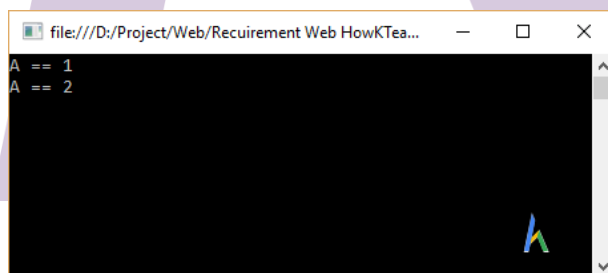 file:///D:/Project/Web/Recuirement Web HowKTea...
A == 1
A == 2